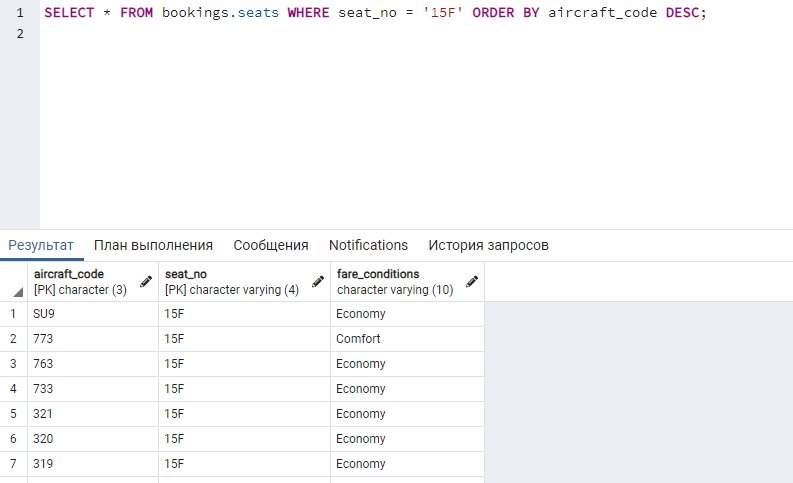 1 SELECT * FROM bookings.seats WHERE seat_no = '15F' ORDER BY aircraft_code DESC;
2
Результат План выполнения Сообщения Notifications История запросов
aircraft_code seat_no fare_conditions
[PK] character (3) [PK] character varying (4) character varying (10)
1 SU9 15F Economy
2 773 15F Comfort
3 763 15F Economy
4 733 15F Economy
5 321 15F Economy
6 320 15F Economy
7 319 15F Economy